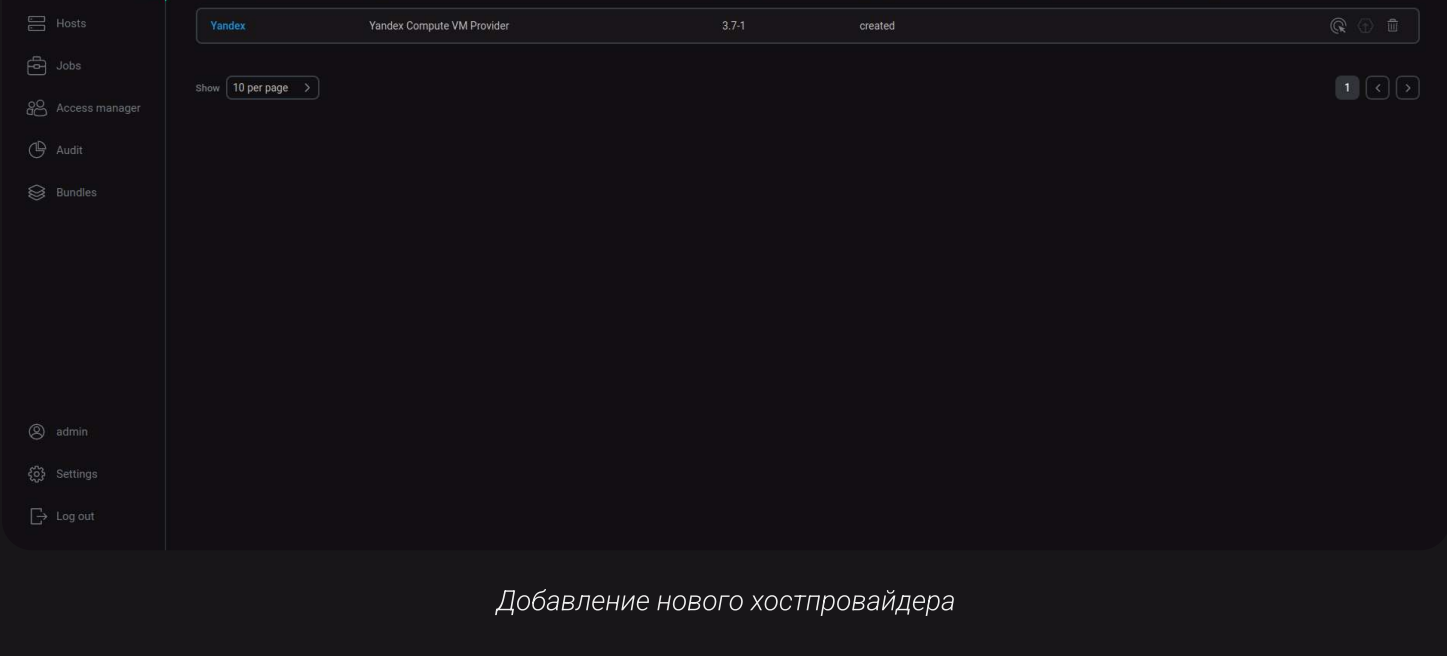 Hosts
Yandex Yandex Compute VM Provider 3.7-1 created
Jobs
Show 10 per page 1
Access manager
Audit
Bundles
admin
Settings
Log out
Добавление нового хостпровайдера